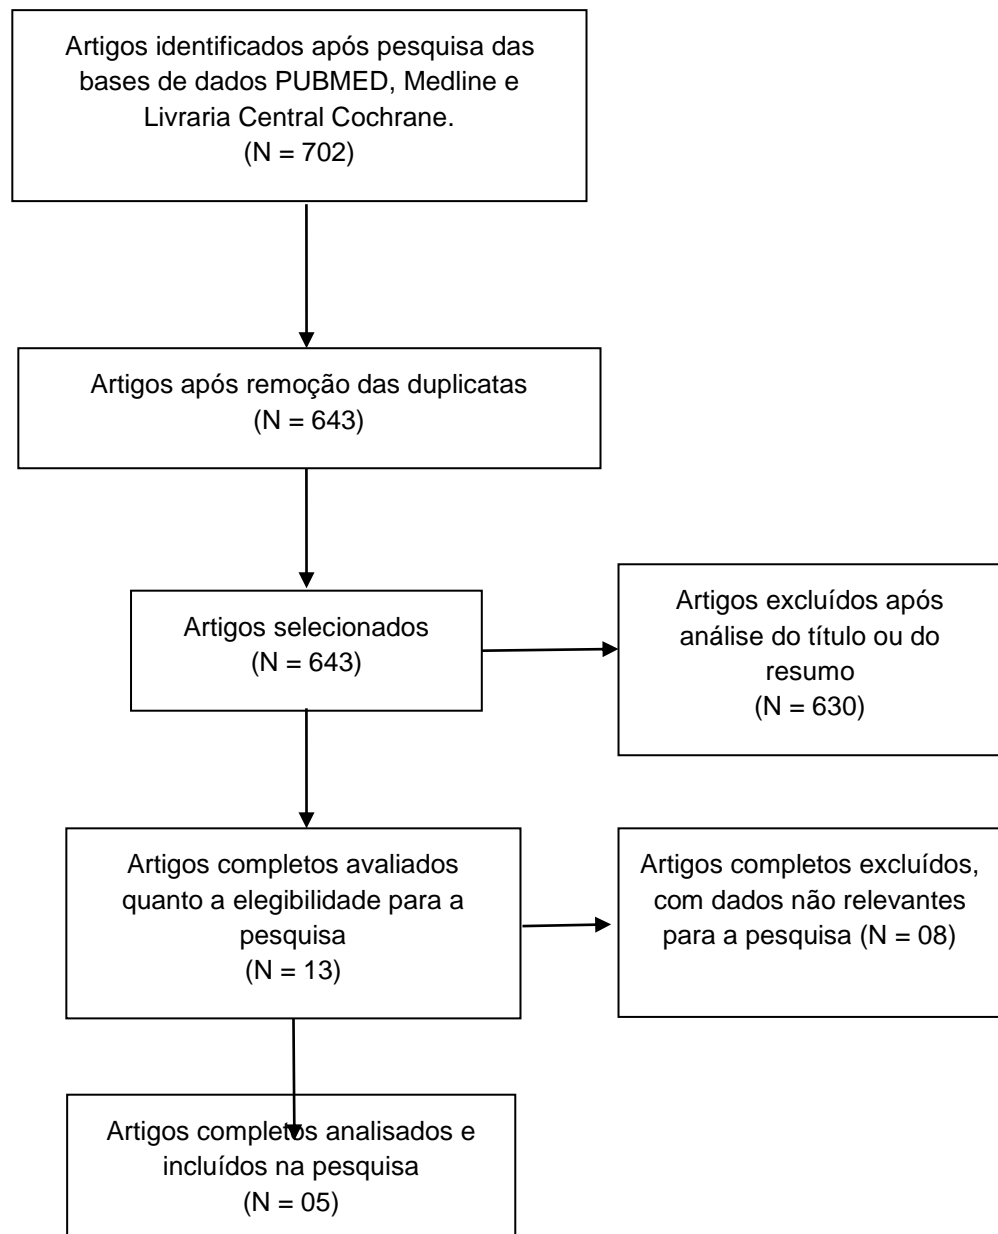 Artigos identificados após pesquisa das
bases de dados PUBMED, Medline e
Livraria Central Cochrane.
(N = 702)
Artigos após remoção das duplicatas
(N = 643)
Artigos selecionados
(N = 643)
Artigos excluídos após
análise do título ou do
resumo
(N = 630)
Artigos completos avaliados
quanto a elegibilidade para a
pesquisa
(N = 13)
Artigos completos excluídos,
com dados não relevantes
para a pesquisa (N = 08)
Artigos completos analisados e
incluídos na pesquisa
(N = 05)